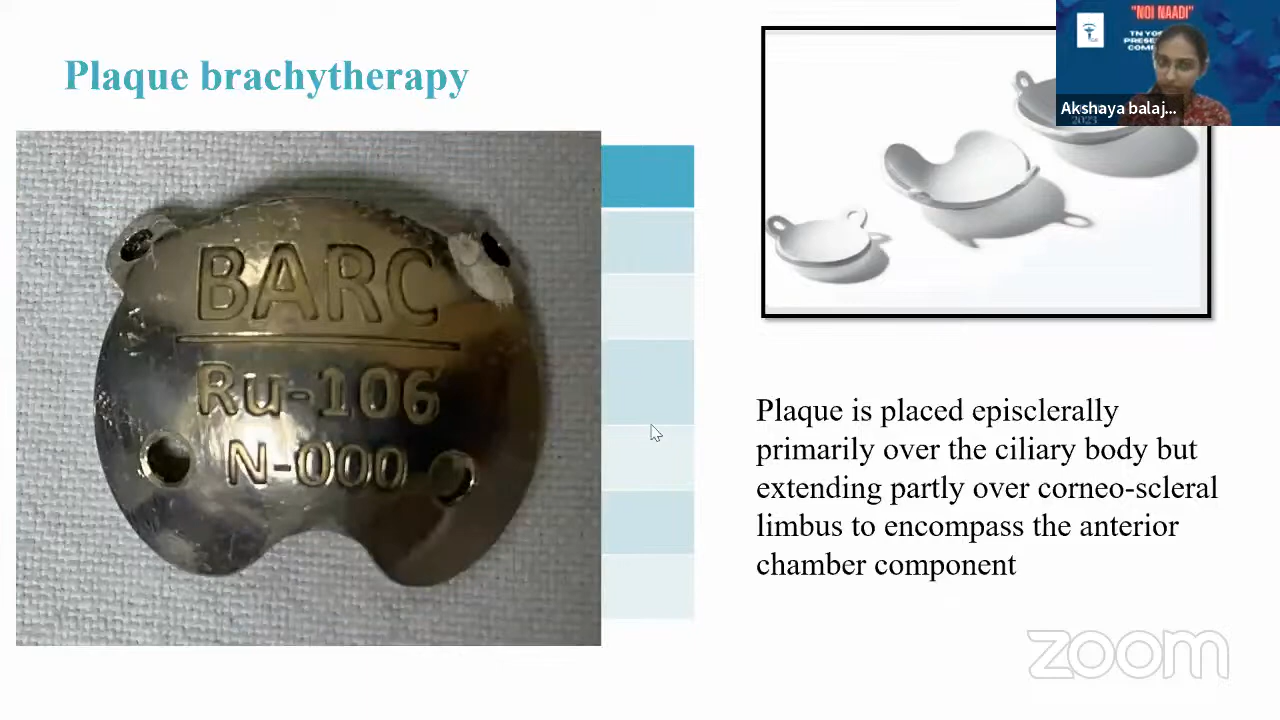 Plaque brachytherapy
BARC
Ru-106
N-000
"NOI NAADI"
Akshaya balaj...
2023
Plaque is placed episclerally
primarily over the ciliary body but
extending partly over corneo-scleral
limbus to encompass the anterior
chamber component
zoom